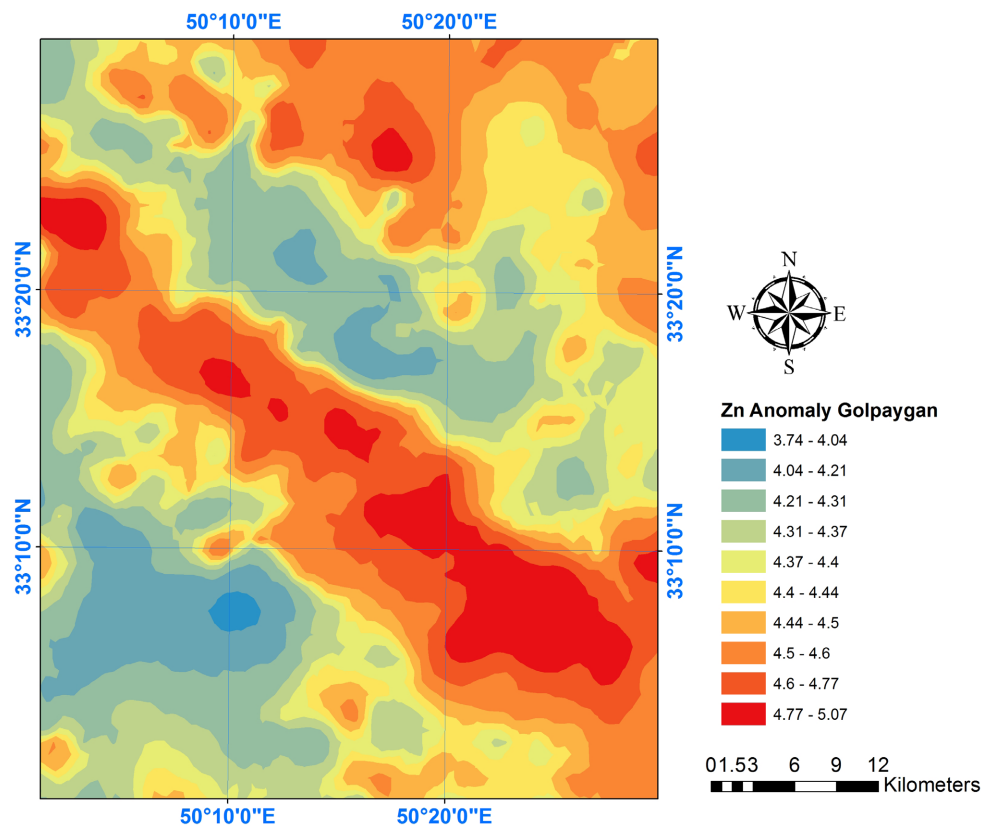 50°10'0"E 50°20'0"E
33°20'0"N
33°20'0"N
33°10'0"N
33°10'0"N
50°10'0"E 50°20'0"E
N
W E
S
Zn Anomaly Golpaygan
3.74 - 4.04
4.04 - 4.21
4.21 - 4.31
4.31 - 4.37
4.37 - 4.4
4.4 - 4.44
4.44 - 4.5
4.5 - 4.6
4.6 - 4.77
4.77 - 5.07
01.53 6 9 12
Kilometers